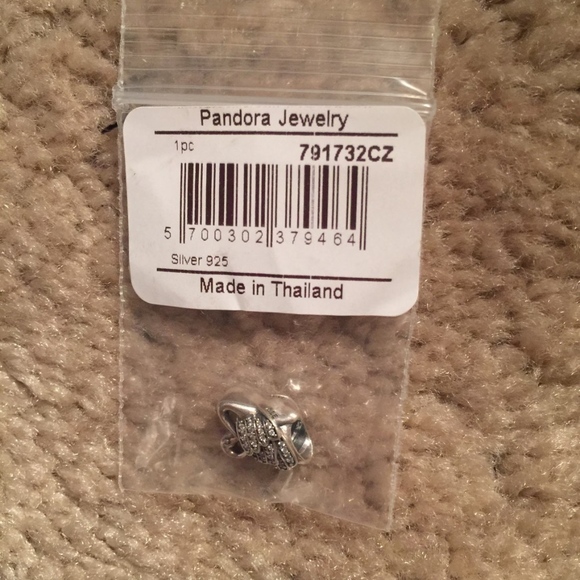 Pandora Jewelry
1pc 791732CZ
5 700302 379464
Silver 925
Made in Thailand